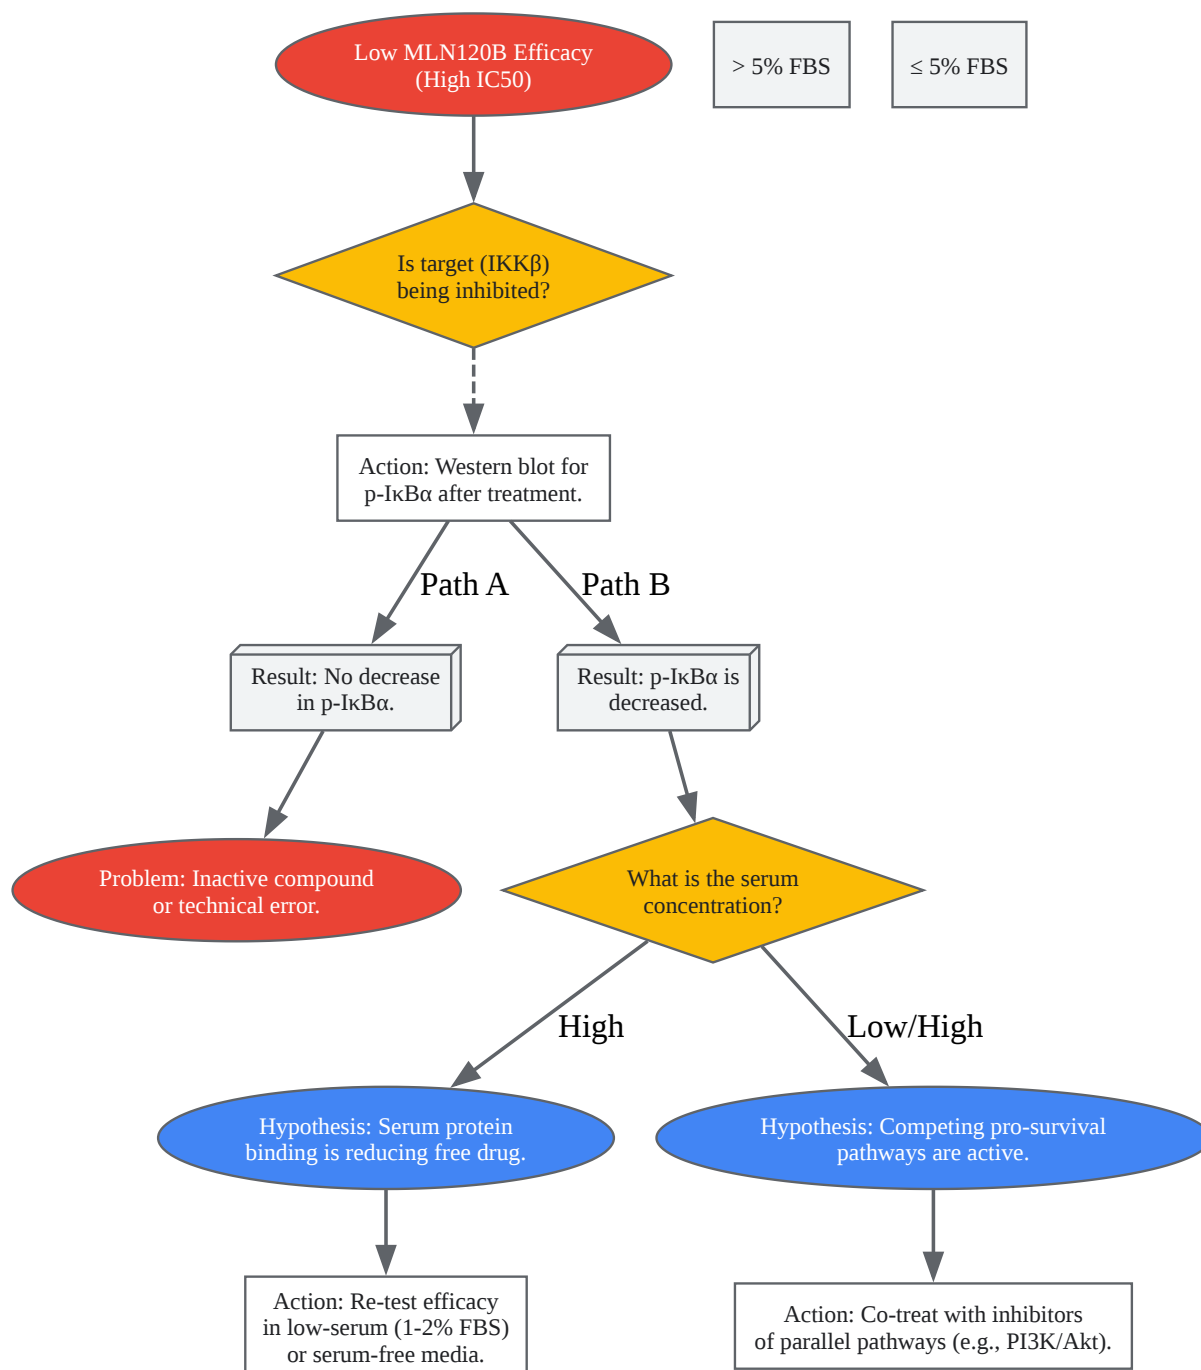 Low MLN120B Efficacy
(High IC50)
> 5% FBS
≤ 5% FBS
Is target (IKKβ)
being inhibited?
Action: Western blot for
p-IκBα after treatment.
Path A
Path B
Result: No decrease
in p-IκBα.
Result: p-IκBα is
decreased.
Problem: Inactive compound
or technical error.
What is the serum
concentration?
High
Low/High
Hypothesis: Serum protein
binding is reducing free drug.
Hypothesis: Competing pro-survival
pathways are active.
Action: Re-test efficacy
in low-serum (1-2% FBS)
or serum-free media.
Action: Co-treat with inhibitors
of parallel pathways (e.g., PI3K/Akt).